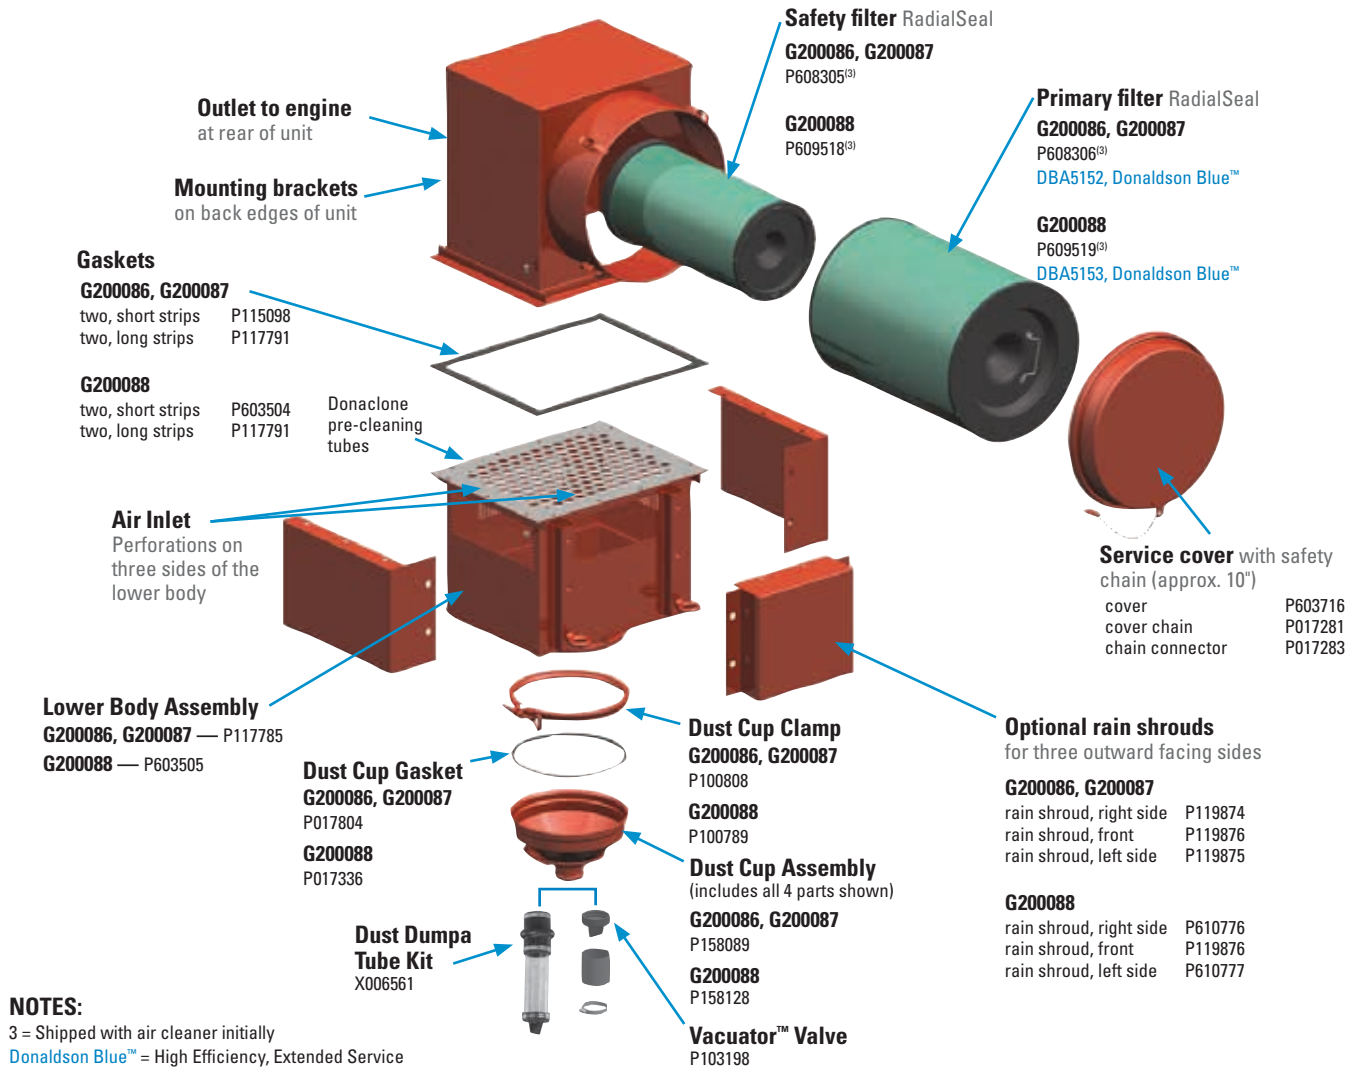 Safety filter RadialSeal
G200086, G200087
P608305(3)
G200088
P609518(3)
Primary filter RadialSeal
G200086, G200087
P608306(3)
DBA5152, Donaldson Blue™
G200088
P609519(3)
DBA5153, Donaldson Blue™
Outlet to engine
at rear of unit
Mounting brackets
on back edges of unit
Gaskets
G200086, G200087
two, short strips P115098
two, long strips P117791
G200088
two, short strips P603504
two, long strips P117791
Donaclone
pre-cleaning
tubes
Air Inlet
Perforations on
three sides of the
lower body
Service cover with safety
chain (approx. 10")
cover P603716
cover chain P017281
chain connector P017283
Lower Body Assembly
G200086, G200087 — P117785
G200088 — P603505
Dust Cup Gasket
G200086, G200087
P017804
G200088
P017336
Dust Cup Clamp
G200086, G200087
P100808
G200088
P100789
Dust Cup Assembly
(includes all 4 parts shown)
G200086, G200087
P158089
G200088
P158128
Optional rain shrouds
for three outward facing sides
G200086, G200087
rain shroud, right side P119874
rain shroud, front P119876
rain shroud, left side P119875
G200088
rain shroud, right side P610776
rain shroud, front P119876
rain shroud, left side P610777
Dust Dumpa
Tube Kit
X006561
Vacuator™ Valve
P103198
NOTES:
3 = Shipped with air cleaner initially
Donaldson Blue™ = High Efficiency, Extended Service